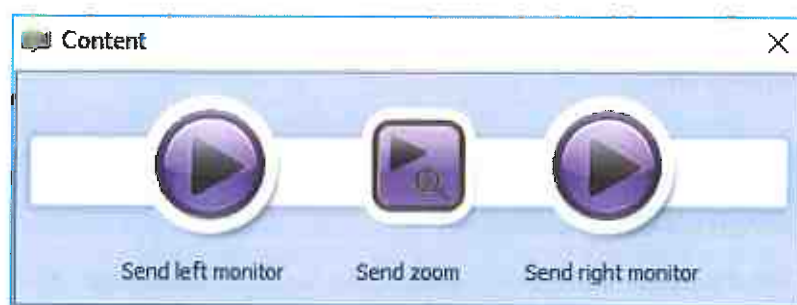 Content
Send left monitor
Send zoom
Send right monitor